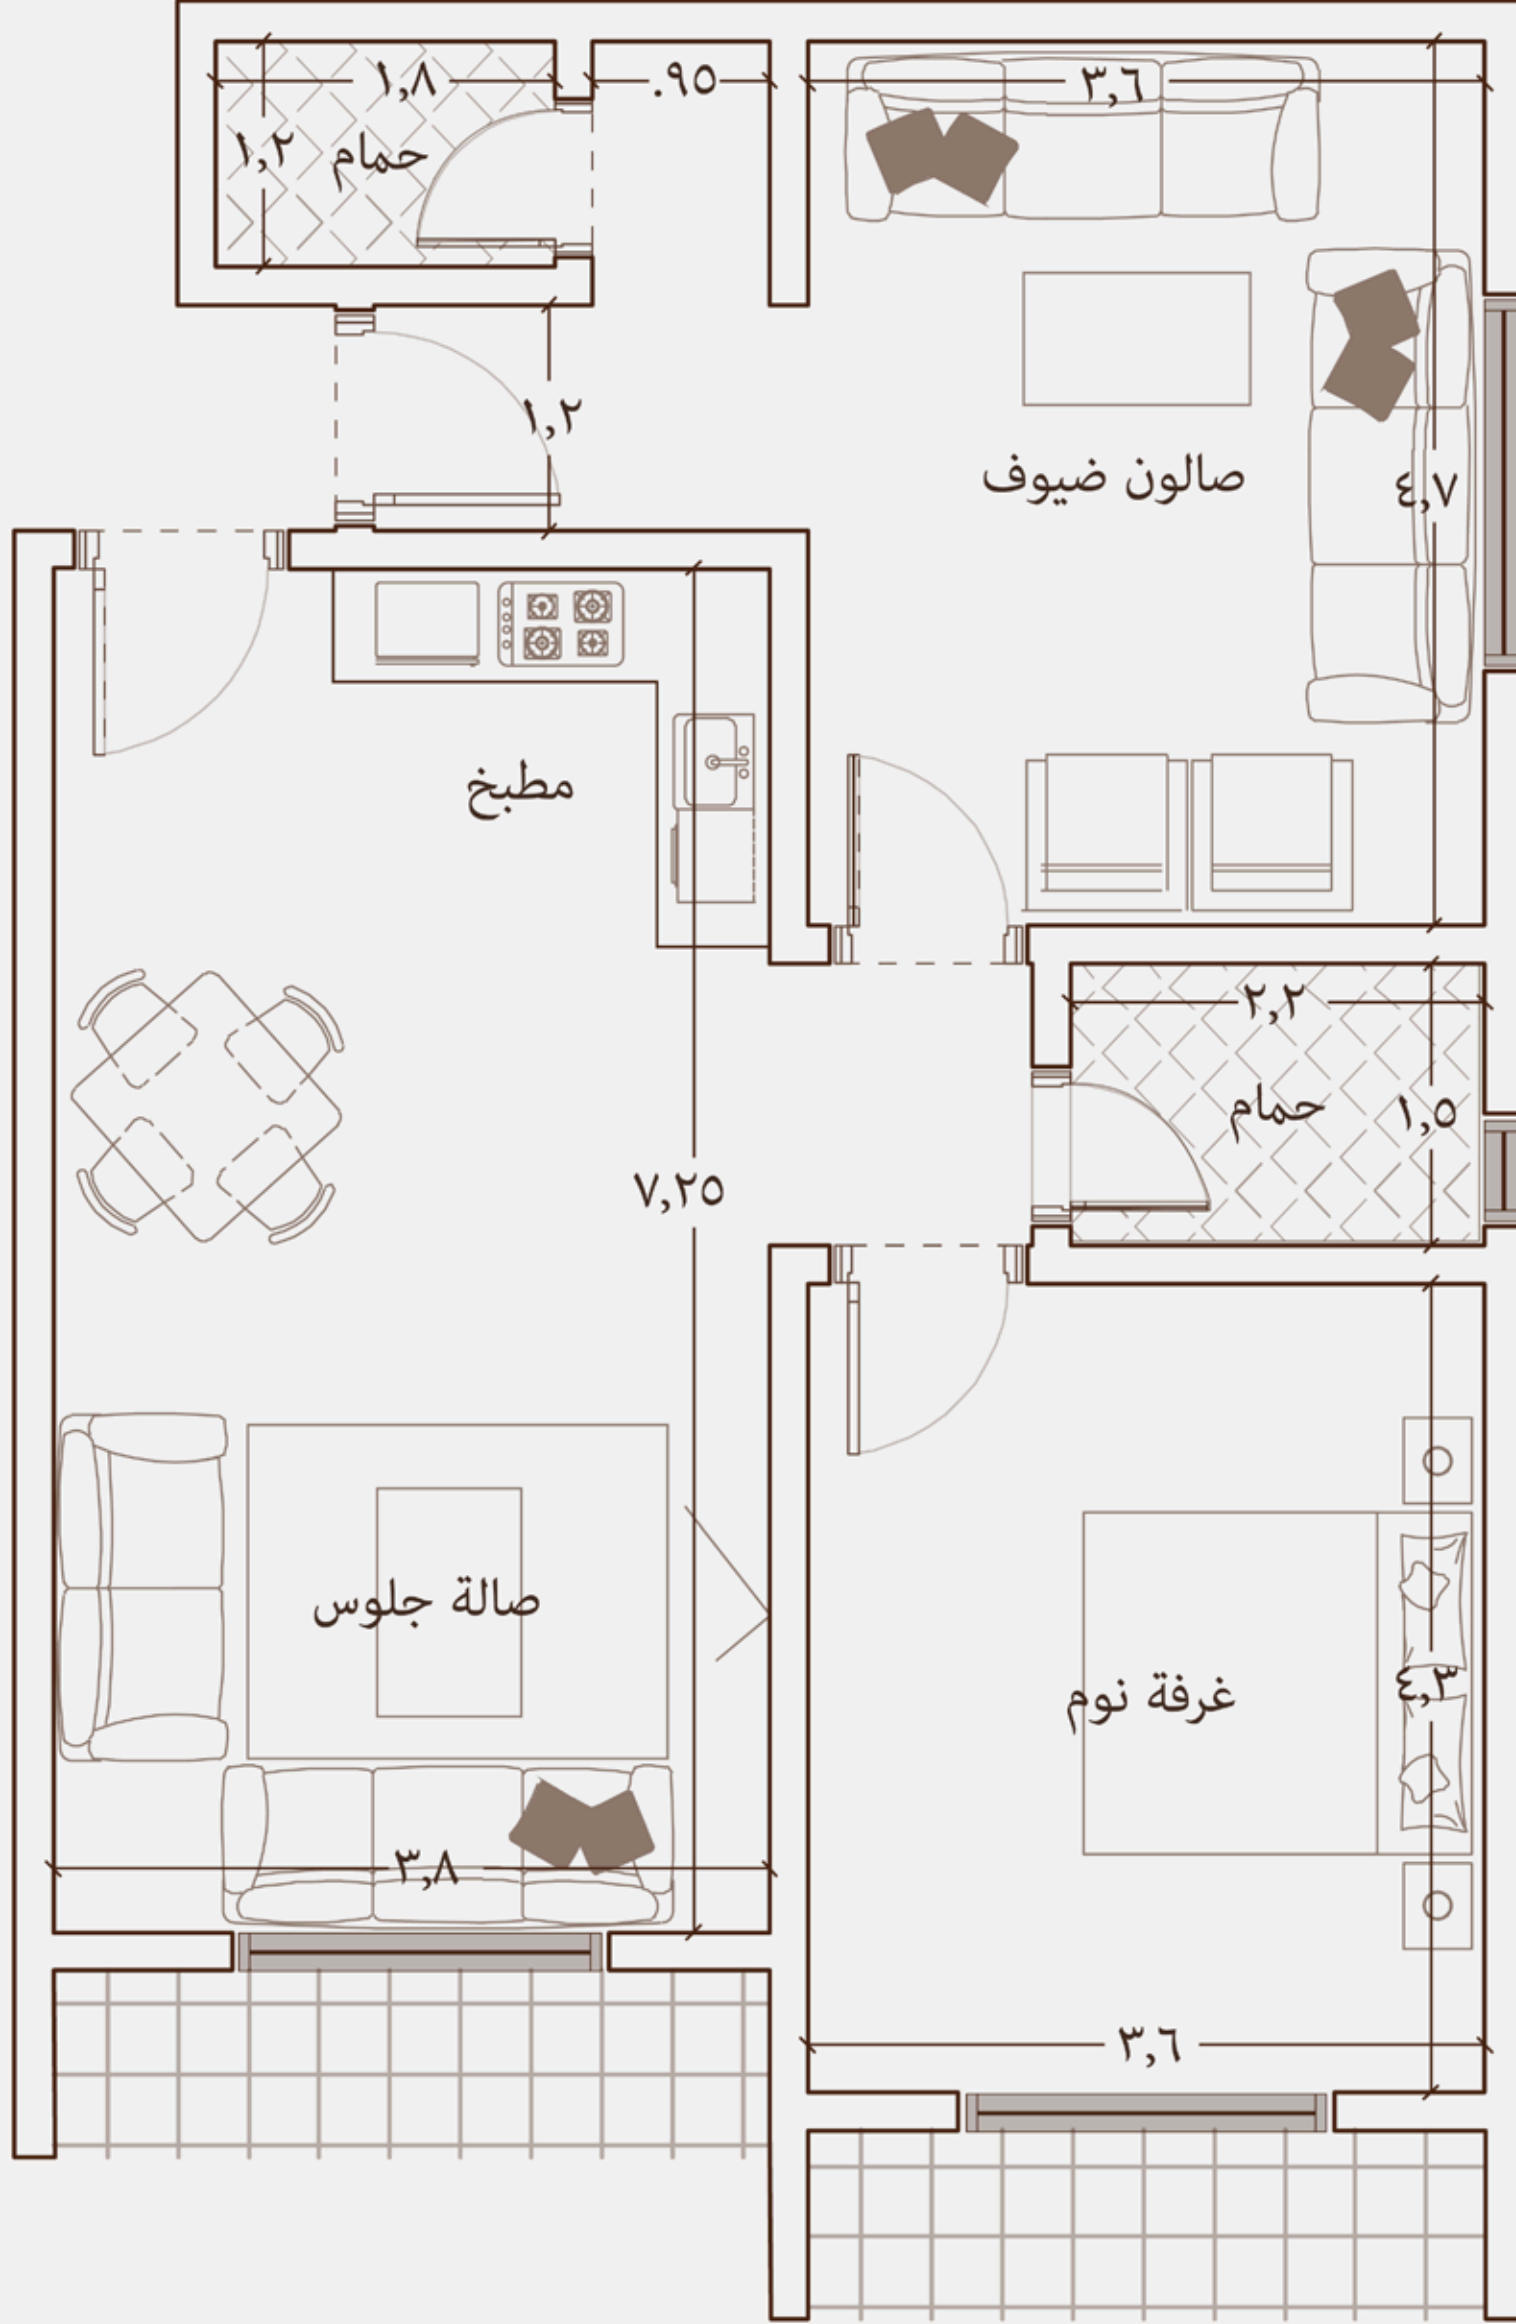 ١,٨
.٩٥
٣,٦
١,٢
حمام
١,٢
صالون ضيوف
٤,٧
مطبخ
٢,٢
حمام
١,٥
٧,٢٥
صالة جلوس
غرفة نوم
٤,٣
٣,٨
٣,٦